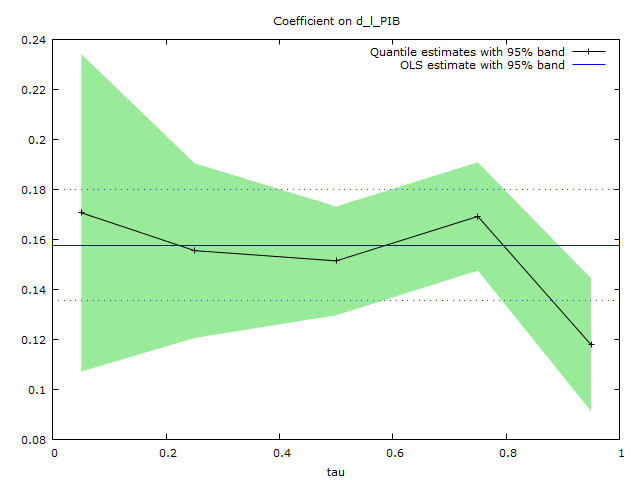 Coefficient on d_l_PIB
0.24
Quantile estimates with 95% band
OLS estimate with 95% band
0.22
0.2
0.18
0.16
0.14
0.12
0.1
0.08
0 0.2 0.4 0.6 0.8 1
tau